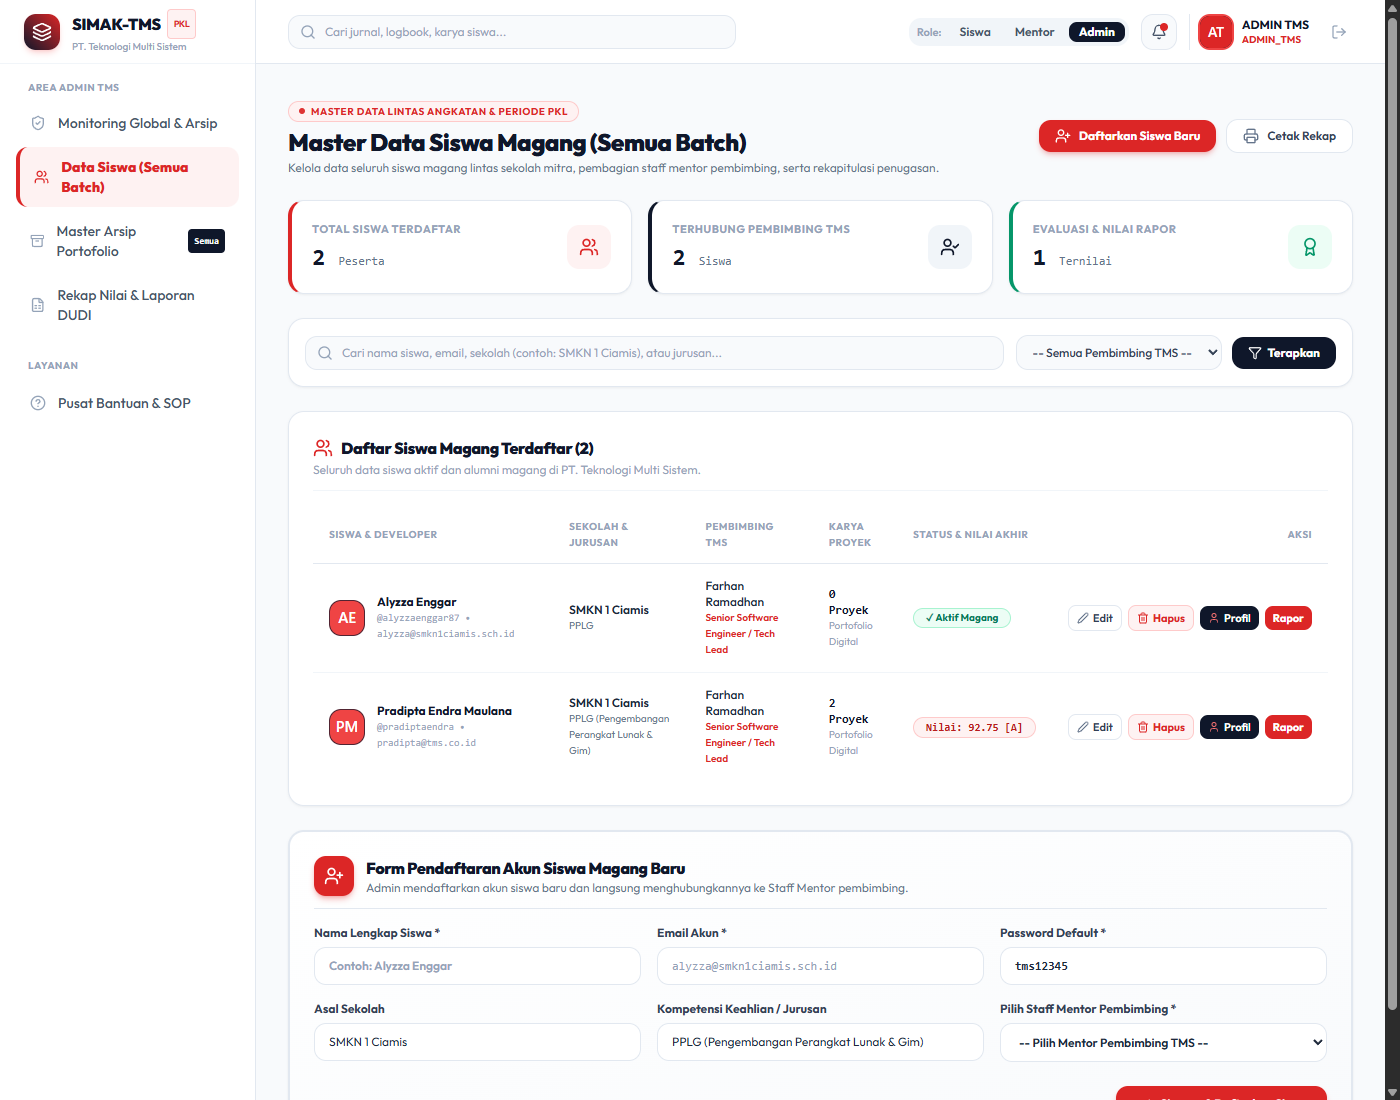 SIMAK-TMS PKL
PT. Teknologi Multi Sistem
Cari jurnal, logbook, karya siswa...
Role: Siswa Mentor Admin
AT
ADMIN TMS
ADMIN_TMS
AREA ADMIN TMS
Monitoring Global & Arsip
Data Siswa (Semua
Batch)
Master Arsip
Portofolio
Semua
Rekap Nilai & Laporan
DUDI
LAYANAN
Pusat Bantuan & SOP
MASTER DATA LINTAS ANGKATAN & PERIODE PKL
Master Data Siswa Magang (Semua Batch)
Kelola data seluruh siswa magang lintas sekolah mitra, pembagian staff mentor pembimbing, serta rekapitulasi penugasan.
Daftarkan Siswa Baru
Cetak Rekap
TOTAL SISWA TERDAFTAR
2 Peserta
TERHUBUNG PEMBIMBING TMS
2 Siswa
EVALUASI & NILAI RAPOR
1 Ternilai
Cari nama siswa, email, sekolah (contoh: SMKN 1 Ciamis), atau jurusan...
-- Semua Pembimbing TMS --
Terapkan
Daftar Siswa Magang Terdaftar (2)
Seluruh data siswa aktif dan alumni magang di PT. Teknologi Multi Sistem.
SISWA & DEVELOPER
SEKOLAH &
JURUSAN
PEMBIMBING
TMS
KARYA
PROYEK
STATUS & NILAI AKHIR
AKSI
AE
Alyzza Enggar
@alyzzaenggar87 •
alyzza@smkn1ciamis.sch.id
SMKN 1 Ciamis
PPLG
Farhan
Ramadhan
Senior Software
Engineer / Tech
Lead
0
Proyek
Portofolio
Digital
✓ Aktif Magang
Edit
Hapus
Profil
Rapor
PM
Pradipta Endra Maulana
@pradiptaendra •
pradipta@tms.co.id
SMKN 1 Ciamis
PPLG (Pengembangan
Perangkat Lunak &
Gim)
Farhan
Ramadhan
Senior Software
Engineer / Tech
Lead
2
Proyek
Portofolio
Digital
Nilai: 92.75 [A]
Edit
Hapus
Profil
Rapor
Form Pendaftaran Akun Siswa Magang Baru
Admin mendaftarkan akun siswa baru dan langsung menghubungkannya ke Staff Mentor pembimbing.
Nama Lengkap Siswa *
Contoh: Alyzza Enggar
Email Akun *
alyzza@smkn1ciamis.sch.id
Password Default *
tms12345
Asal Sekolah
SMKN 1 Ciamis
Kompetensi Keahlian / Jurusan
PPLG (Pengembangan Perangkat Lunak & Gim)
Pilih Staff Mentor Pembimbing *
-- Pilih Mentor Pembimbing TMS --